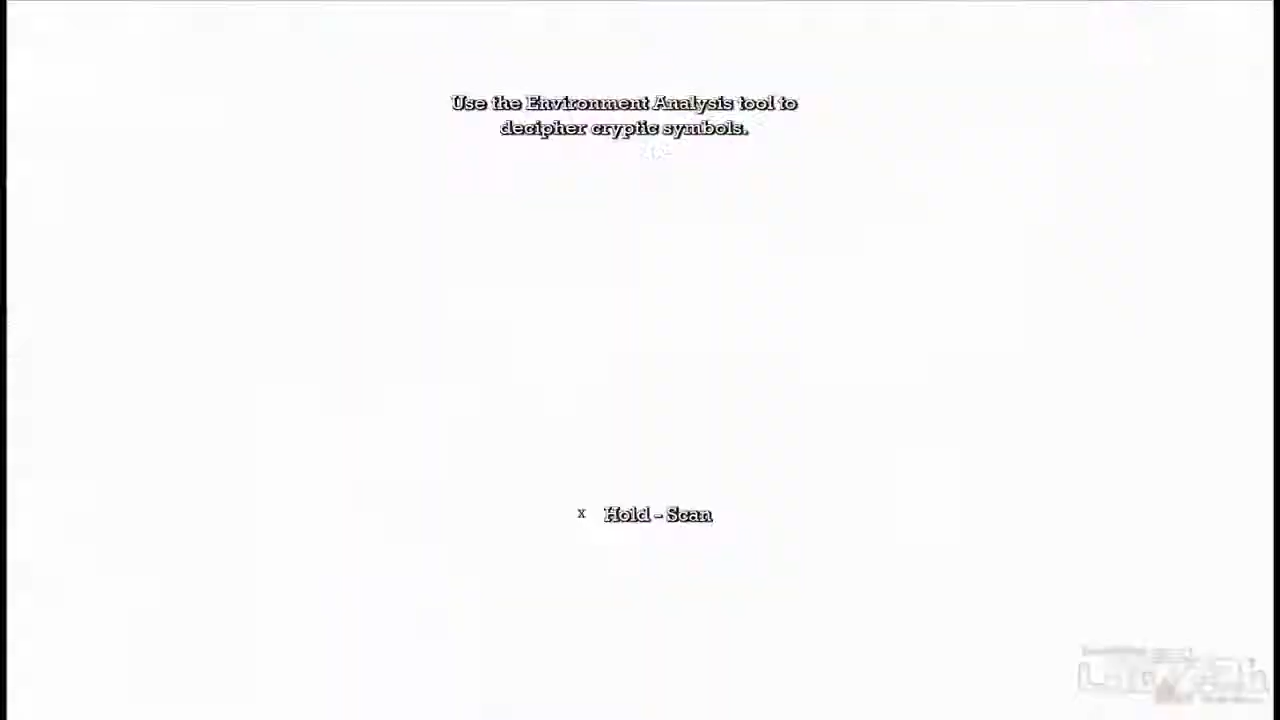 Use the Environment Analysis tool to
decipher cryptic symbols.
x Hold - Scan